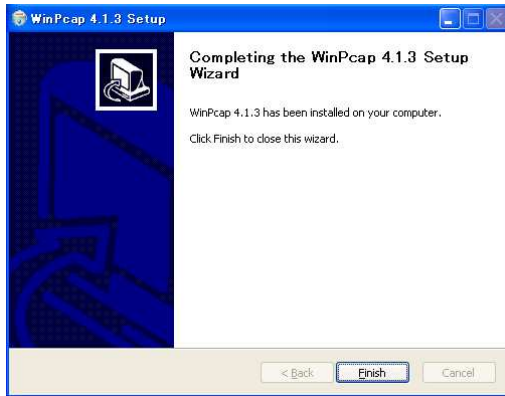 WinPcap 4.1.3 Setup
Completing the WinPcap 4.1.3 Setup
Wizard
WinPcap 4.1.3 has been installed on your computer.
Click Finish to close this wizard.
< Back
Finish
Cancel